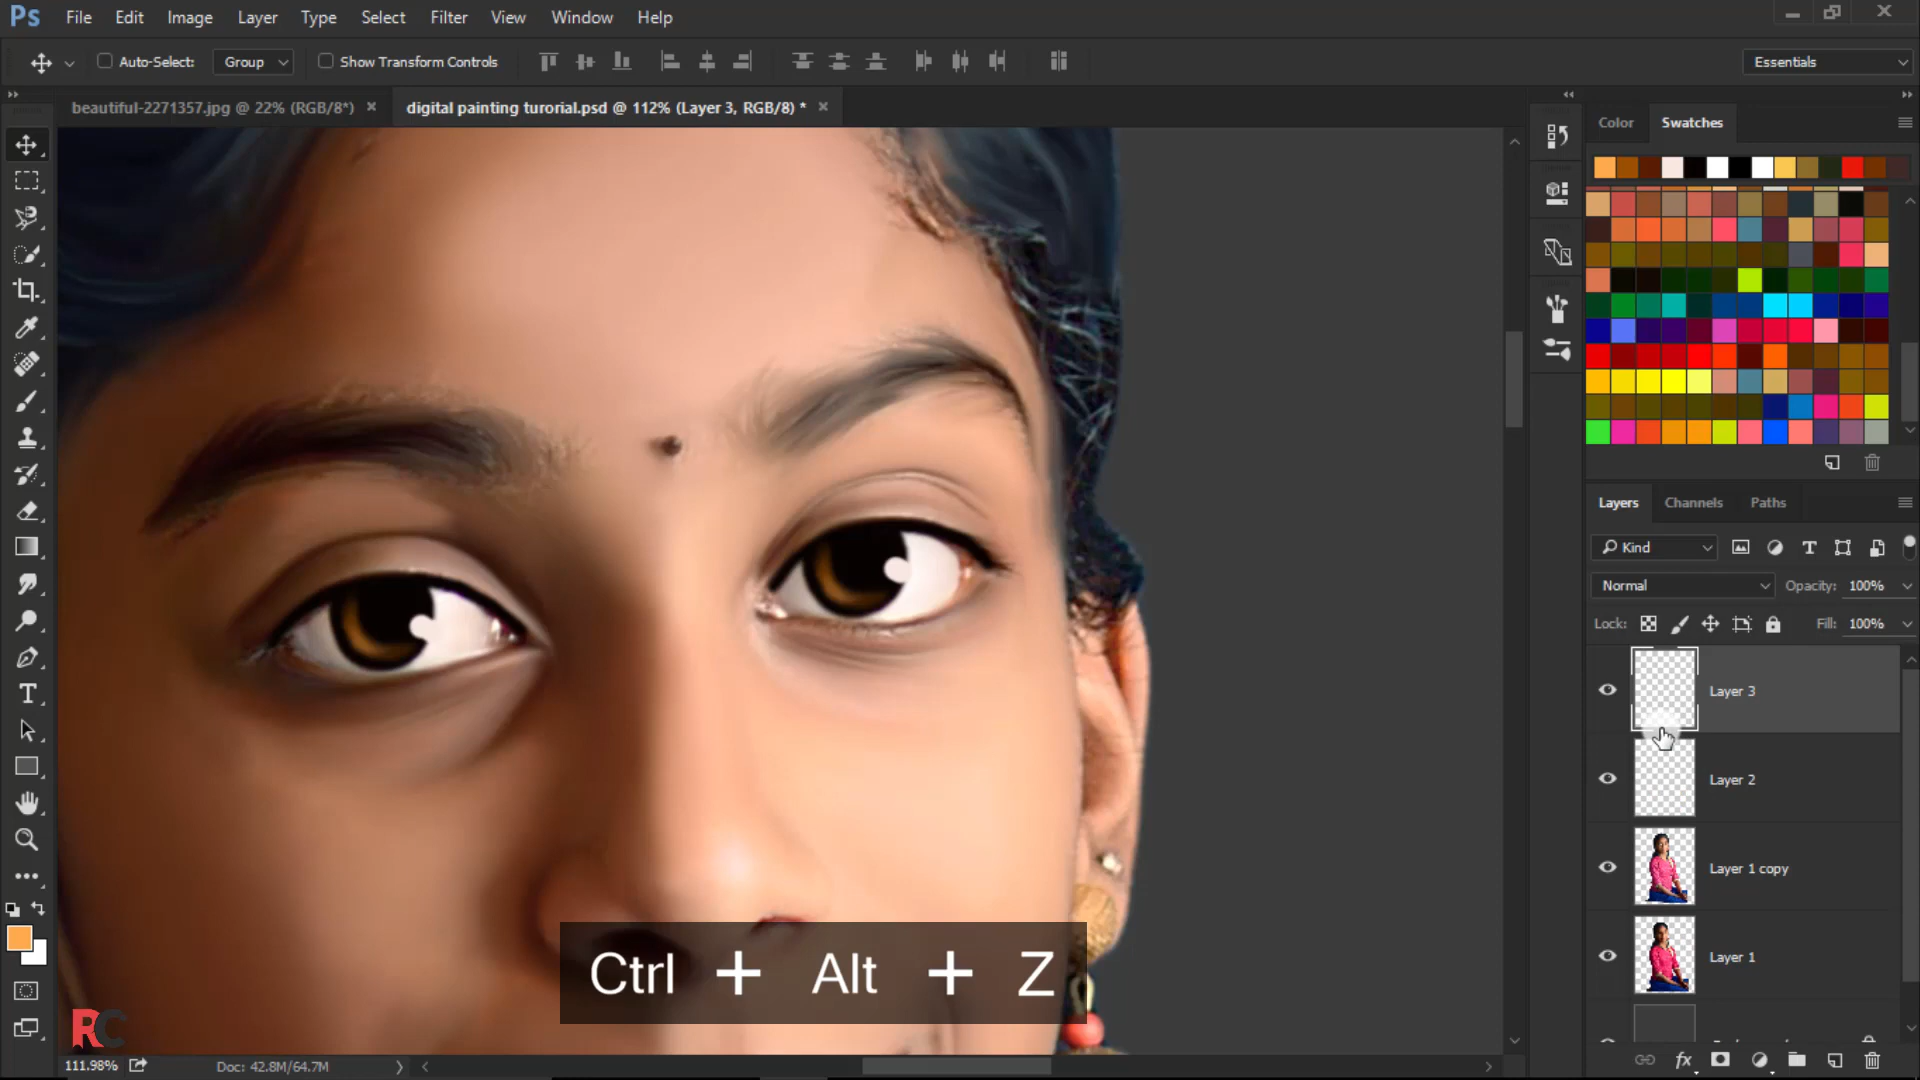 Ps File Edit Image Layer Type Select Filter View Window Help
Auto-Select: Group Show Transform Controls Essentials
beautiful-2271357.jpg @ 22% (RGB/8*) × digital painting turorial.psd @ 112% (Layer 3, RGB/8) * ×
Color Swatches
Layers Channels Paths
Kind
Normal Opacity: 100%
Lock: Fill: 100%
Layer 3
Layer 2
Layer 1 copy
Layer 1
Ctrl + Alt + Z
RC
111.98% Doc: 42.8M/64.7M
fx